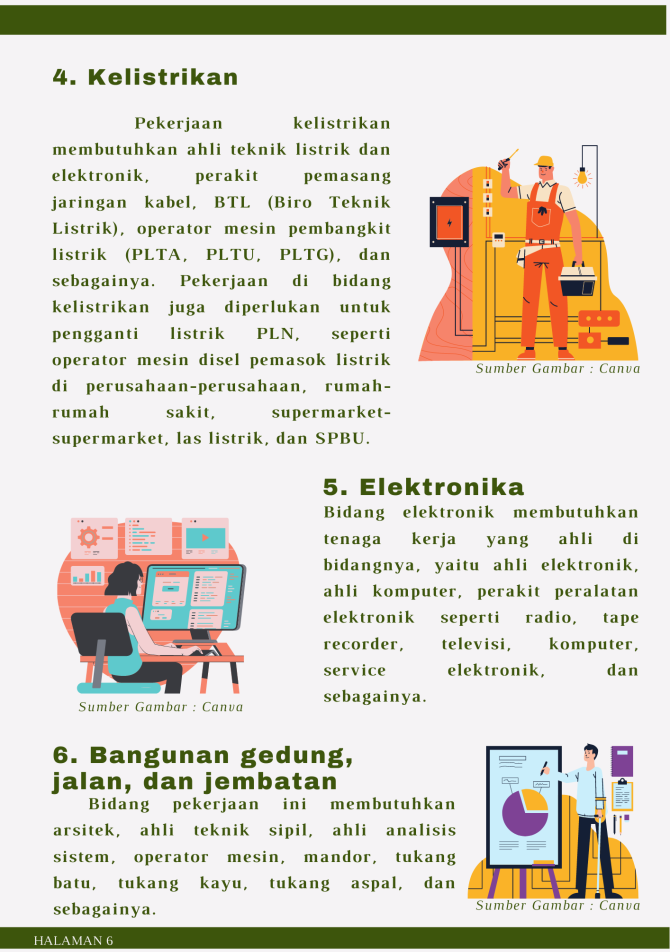 4. Kelistrikan
Pekerjaan kelistrikan
membutuhkan ahli teknik listrik dan
elektronik, perakit pemasang
jaringan kabel, BTL (Biro Teknik
Listrik), operator mesin pembangkit
listrik (PLTA, PLTU, PLTG), dan
sebagainya. Pekerjaan di bidang
kelistrikan juga diperlukan untuk
pengganti listrik PLN, seperti
operator mesin disel pemasok listrik
di perusahaan-perusahaan, rumah-
rumah sakit, supermarket-
supermarket, las listrik, dan SPBU.
Sumber Gambar : Canva
5. Elektronika
Bidang elektronik membutuhkan
tenaga kerja yang ahli di
bidangnya, yaitu ahli elektronik,
ahli komputer, perakit peralatan
elektronik seperti radio, tape
recorder, televisi, komputer,
service elektronik, dan
sebagainya.
Sumber Gambar : Canva
6. Bangunan gedung,
jalan, dan jembatan
Bidang pekerjaan ini membutuhkan
arsitek, ahli teknik sipil, ahli analisis
sistem, operator mesin, mandor, tukang
batu, tukang kayu, tukang aspal, dan
sebagainya.
Sumber Gambar : Canva
HALAMAN 6